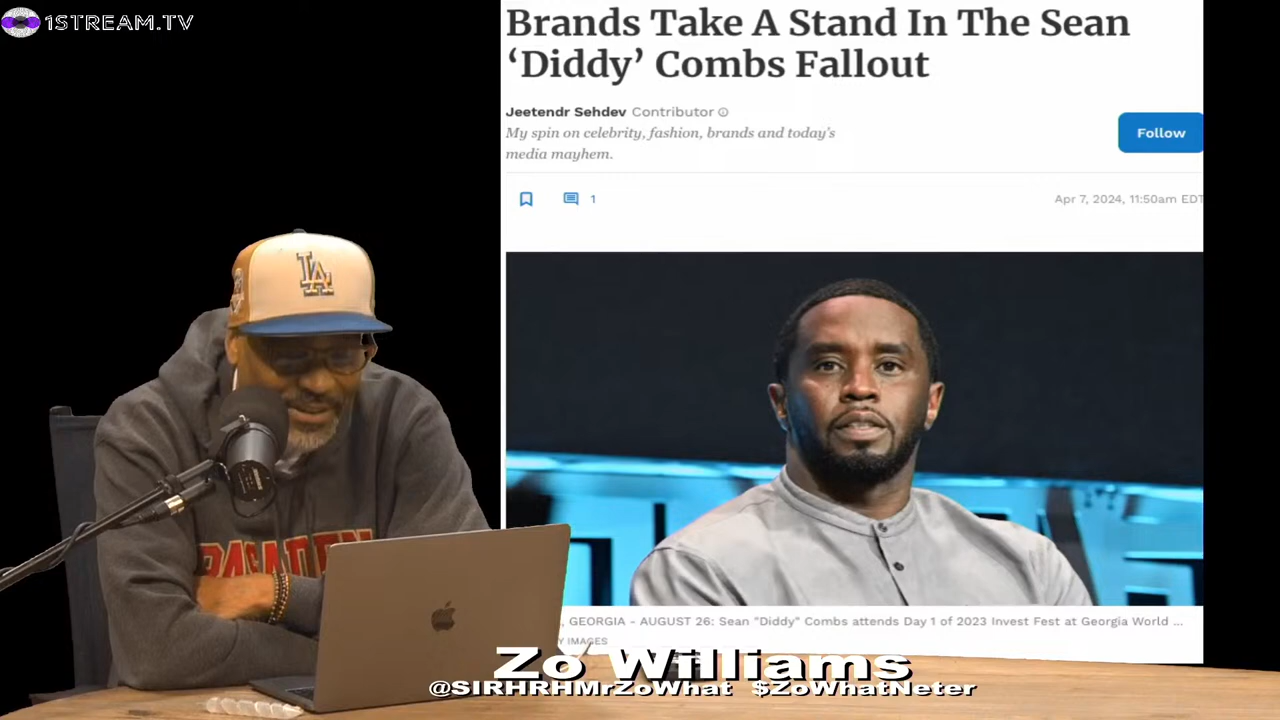 1STREAM.TV
Brands Take A Stand In The Sean
‘Diddy’ Combs Fallout
Jeetendr Sehdev Contributor
My spin on celebrity, fashion, brands and today's
media mayhem.
Follow
1
Apr 7, 2024, 11:50am EDT
LA
PASADEN
, GEORGIA - AUGUST 26: Sean "Diddy" Combs attends Day 1 of 2023 Invest Fest at Georgia World ...
Y IMAGES
Zo Williams
@SIRHRHMrZoWhat $ZoWhatNeter